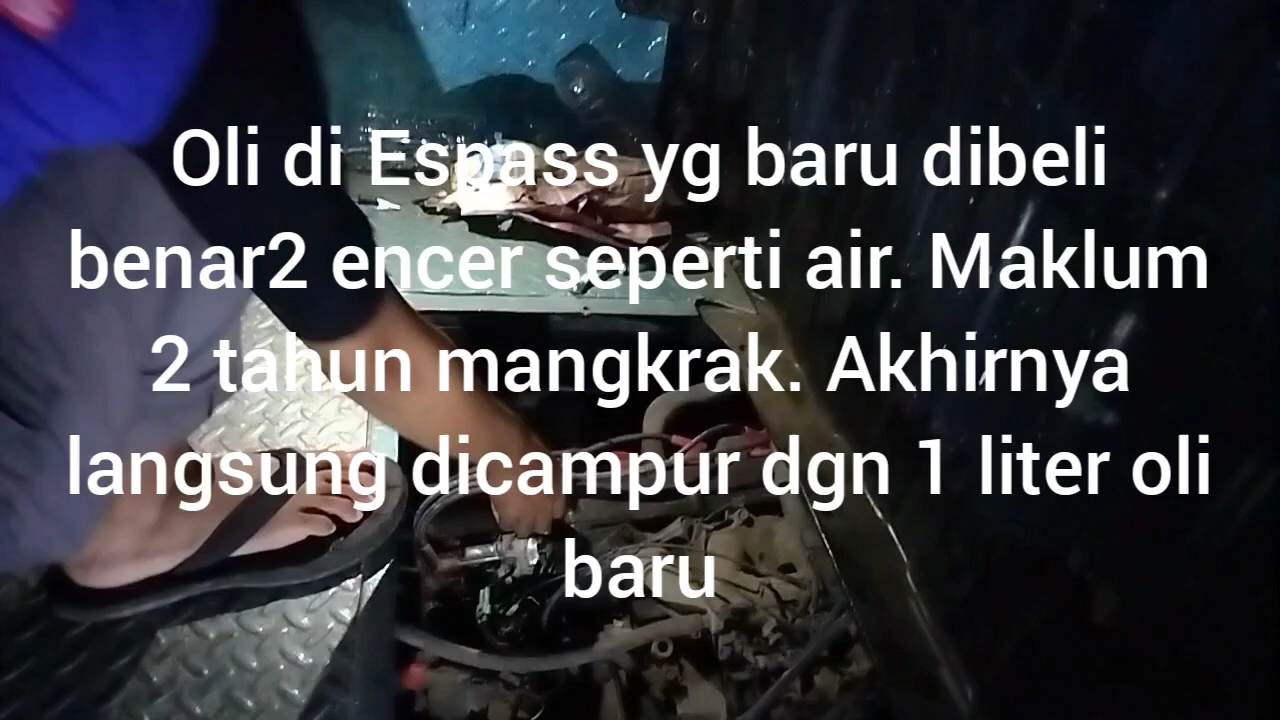 Oli di Espass yg baru dibeli
benar2 encer seperti air. Maklum
2 tahun mangkrak. Akhirnya
langsung dicampur dgn 1 liter oli
baru